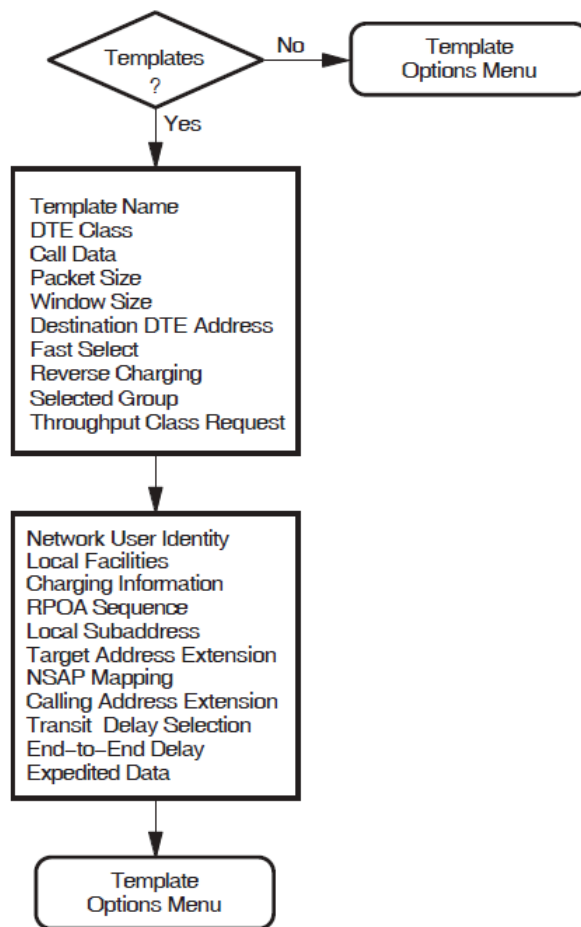 Templates
?
No
Template
Options Menu
Yes
Template Name
DTE Class
Call Data
Packet Size
Window Size
Destination DTE Address
Fast Select
Reverse Charging
Selected Group
Throughput Class Request
Network User Identity
Local Facilities
Charging Information
RPOA Sequence
Local Subaddress
Target Address Extension
NSAP Mapping
Calling Address Extension
Transit Delay Selection
End–to–End Delay
Expedited Data
Template
Options Menu